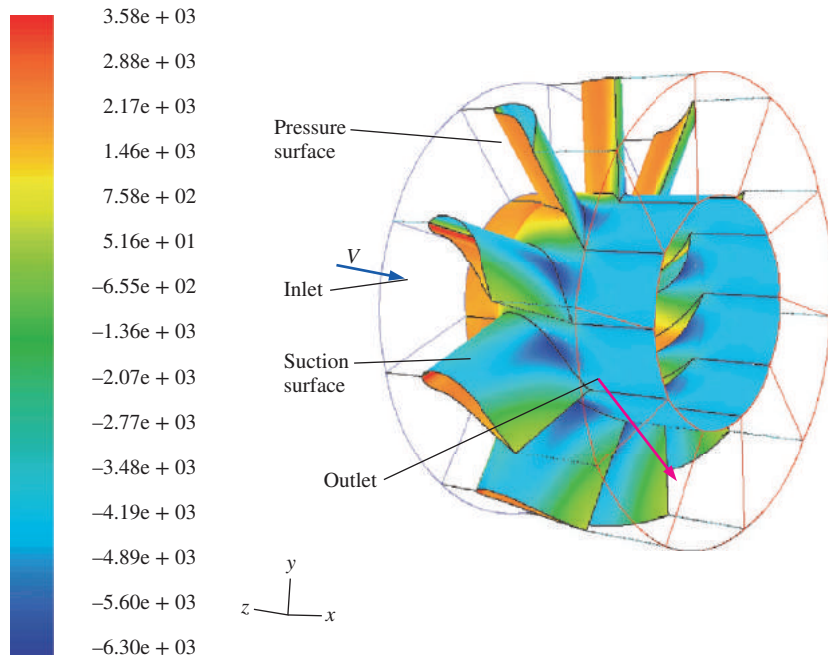 3.58e + 03
2.88e + 03
2.17e + 03
1.46e + 03
7.58e + 02
5.16e + 01
–6.55e + 02
–1.36e + 03
–2.07e + 03
–2.77e + 03
–3.48e + 03
–4.19e + 03
–4.89e + 03
–5.60e + 03
–6.30e + 03
Pressure
surface
V
Inlet
Suction
surface
Outlet
y
z
x